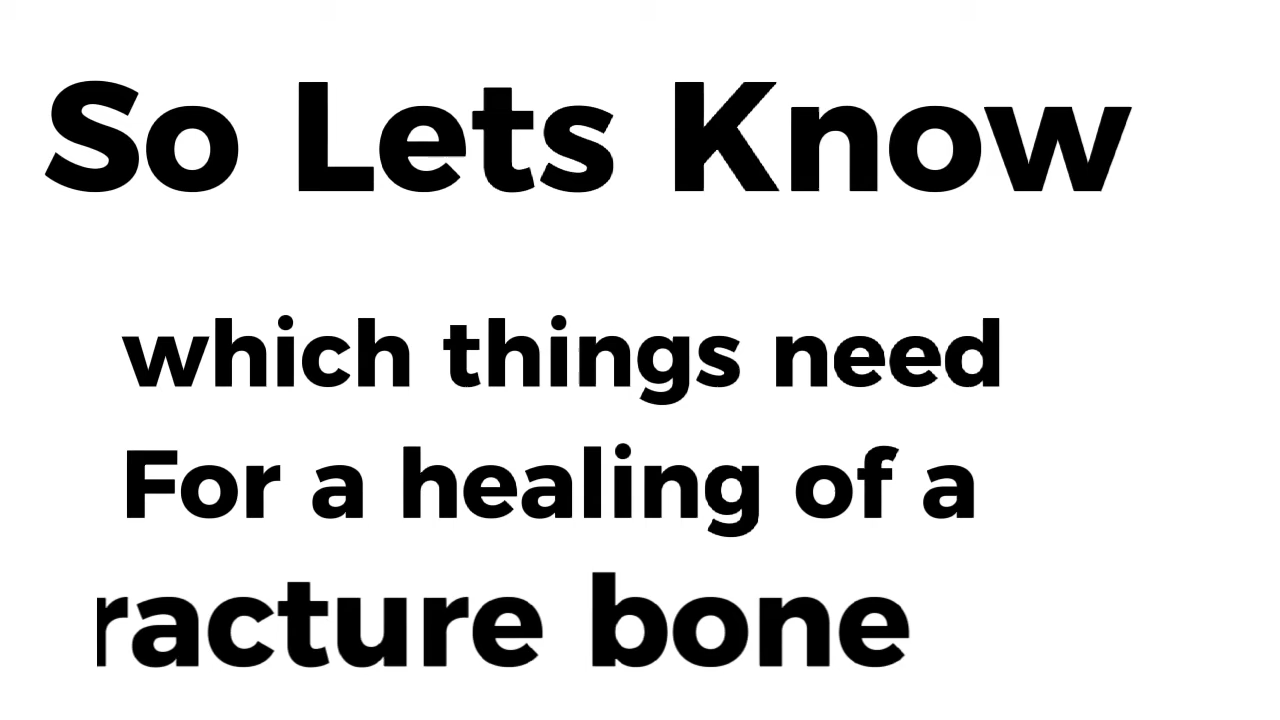 So Lets Know
which things need
For a healing of a
racture bone